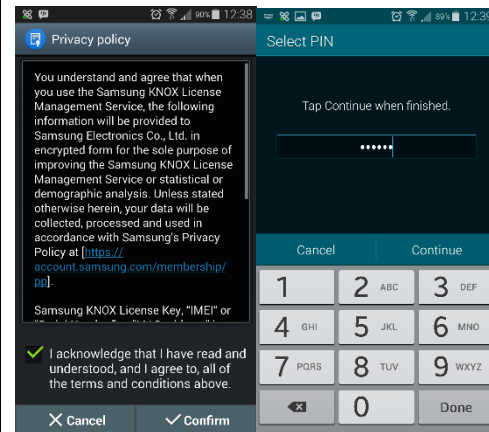 90% 12:38
Privacy policy
You understand and agree that when
you use the Samsung KNOX License
Management Service, the following
information will be provided to
Samsung Electronics Co., Ltd. in
encrypted form for the sole purpose of
improving the Samsung KNOX License
Management Service or statistical or
demographic analysis. Unless stated
otherwise herein, your data will be
collected, processed and used in
accordance with Samsung's Privacy
Policy at [https://
account.samsung.com/membership/
pp].
Samsung KNOX License Key, "IMEI" or
I acknowledge that I have read and
understood, and I agree to, all of
the terms and conditions above.
Cancel Confirm
89% 12:39
Select PIN
Tap Continue when finished.
••••••
Cancel Continue
1 2 ABC 3 DEF
4 GHI 5 JKL 6 MNO
7 PQRS 8 TUV 9 WXYZ
0 Done